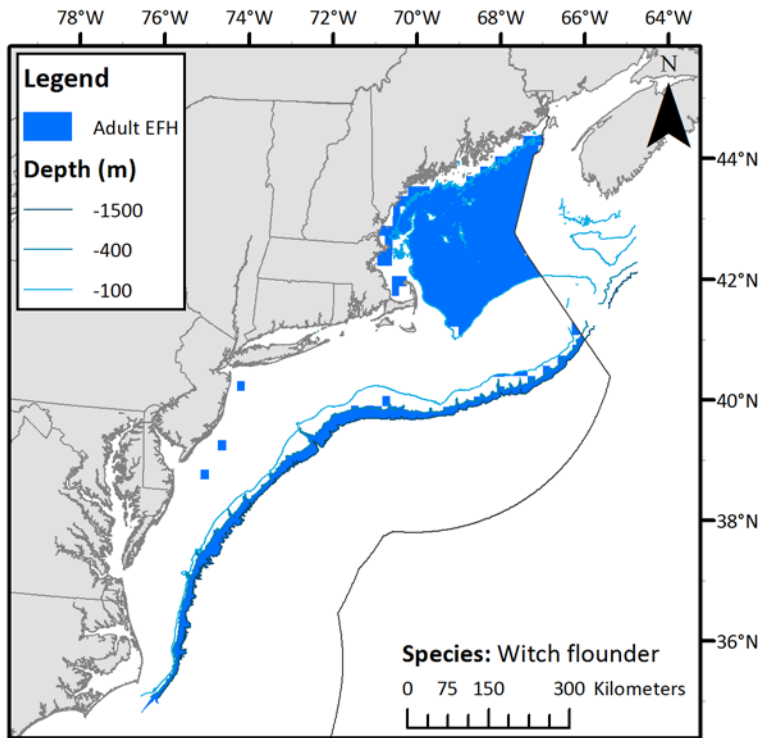 78°W 76°W 74°W 72°W 70°W 68°W 66°W 64°W
N
Legend
Adult EFH
Depth (m)
-1500
-400
-100
44°N
42°N
40°N
38°N
36°N
Species: Witch flounder
0 75 150 300 Kilometers